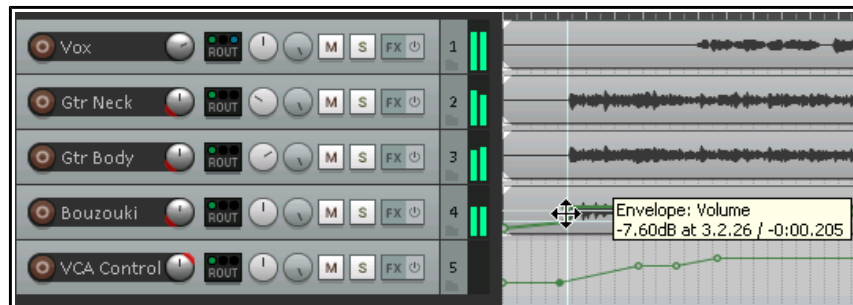 Vox ROUT M S FX 1
Gtr Neck ROUT M S FX 2
Gtr Body ROUT M S FX 3
Bouzouki ROUT M S FX 4
Envelope: Volume
-7.60dB at 3.2.26 / -0:00.205
VCA Control ROUT M S FX 5